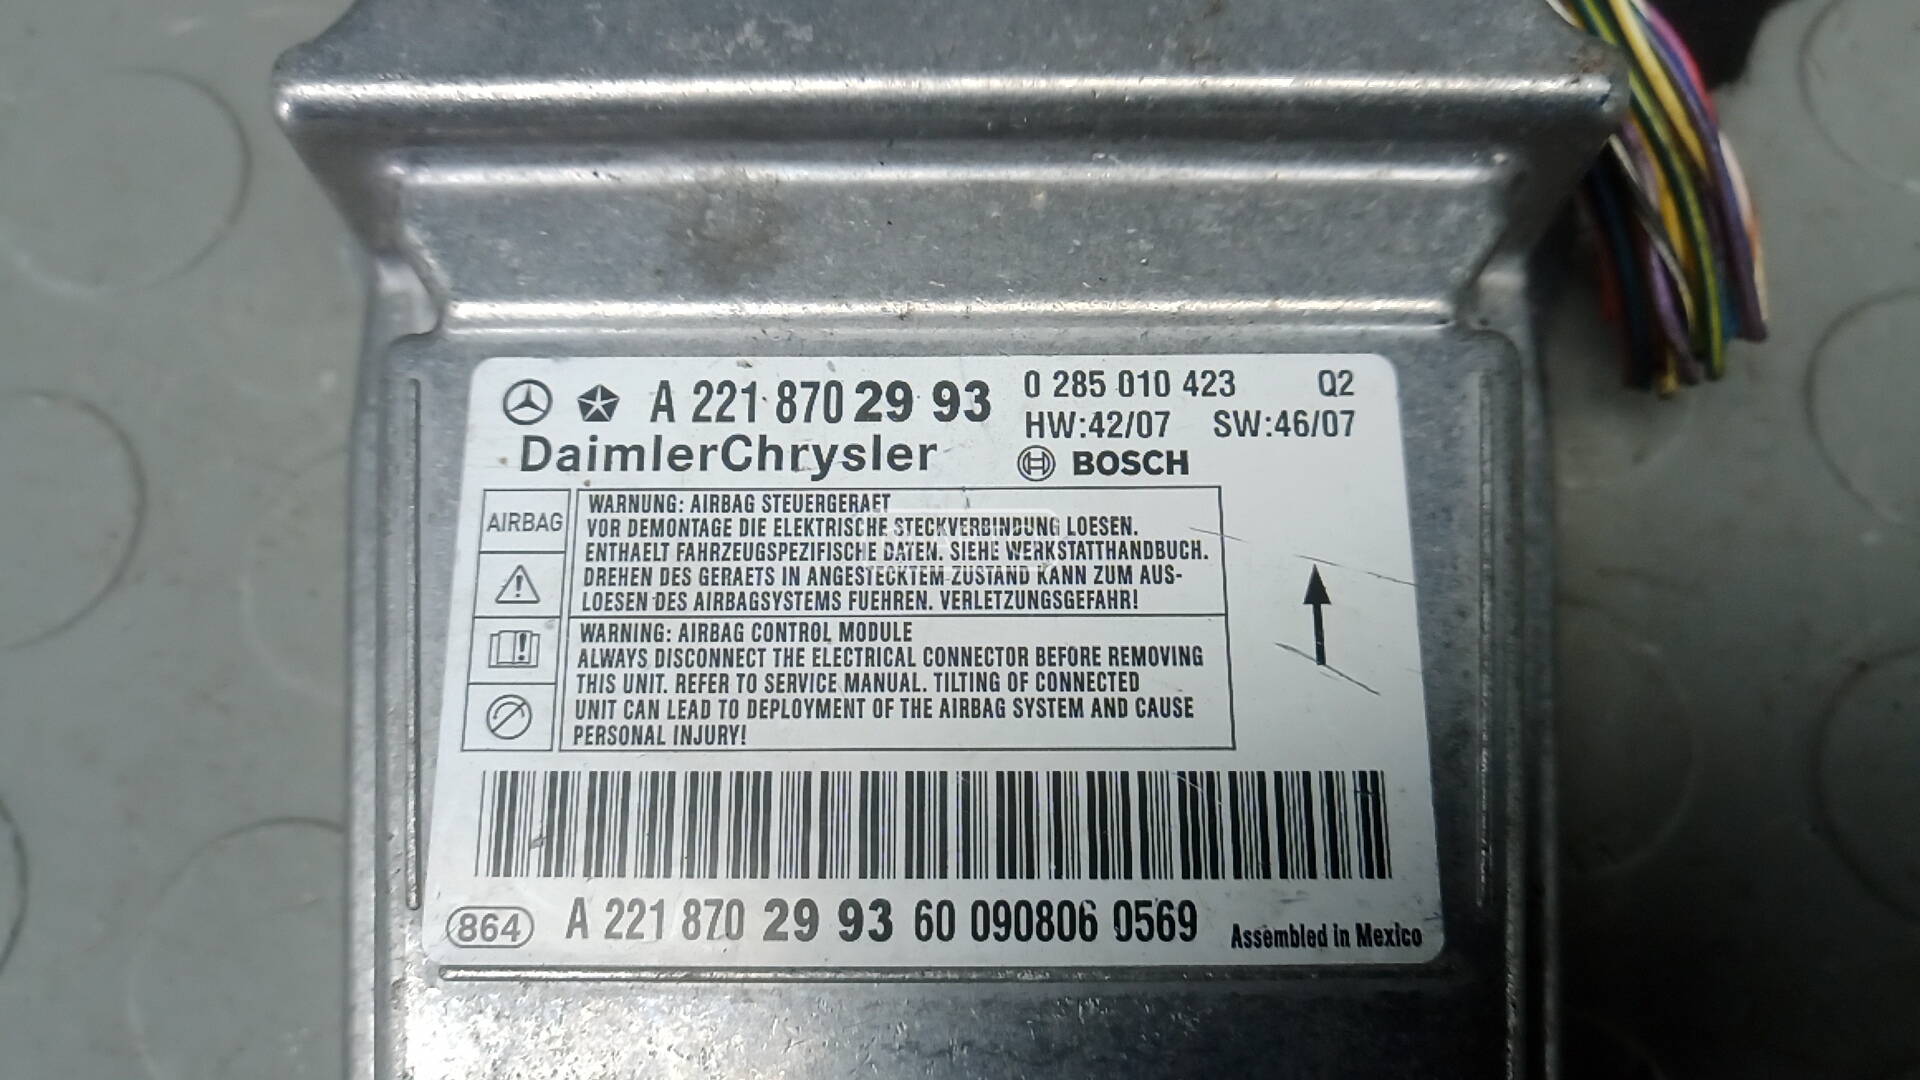 A 221 870 29 93
0 285 010 423 Q2
HW:42/07 SW:46/07
DaimlerChrysler
BOSCH
AIRBAG
WARNUNG: AIRBAG STEUERGERAET
VOR DEMONTAGE DIE ELEKTRISCHE STECKVERBINDUNG LOESEN.
ENTHAELT FAHRZEUGSPEZIFISCHE DATEN. SIEHE WERKSTATTHANDBUCH.
DREHEN DES GERAETS IN ANGESTECKTEM ZUSTAND KANN ZUM AUS-
LOESEN DES AIRBAGSYSTEMS FUEHREN. VERLETZUNGSGEFAHR!
WARNING: AIRBAG CONTROL MODULE
ALWAYS DISCONNECT THE ELECTRICAL CONNECTOR BEFORE REMOVING
THIS UNIT. REFER TO SERVICE MANUAL. TILTING OF CONNECTED
UNIT CAN LEAD TO DEPLOYMENT OF THE AIRBAG SYSTEM AND CAUSE
PERSONAL INJURY!
864 A 221 870 29 93 60 090806 0569 Assembled in Mexico